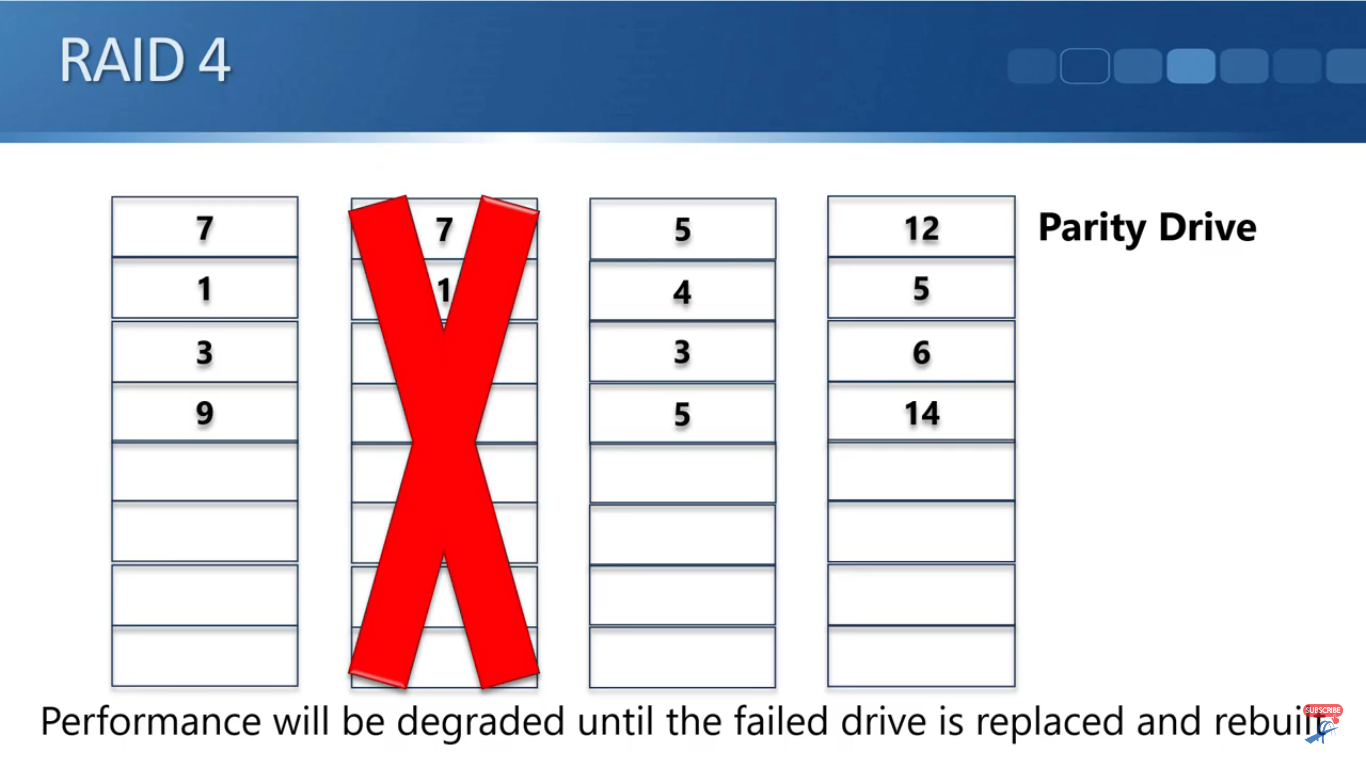 RAID 4
7 7 5 12 Parity Drive
1 1 4 5
3 3 6
9 5 14
Performance will be degraded until the failed drive is replaced and rebuilt
SUBSCRIBE